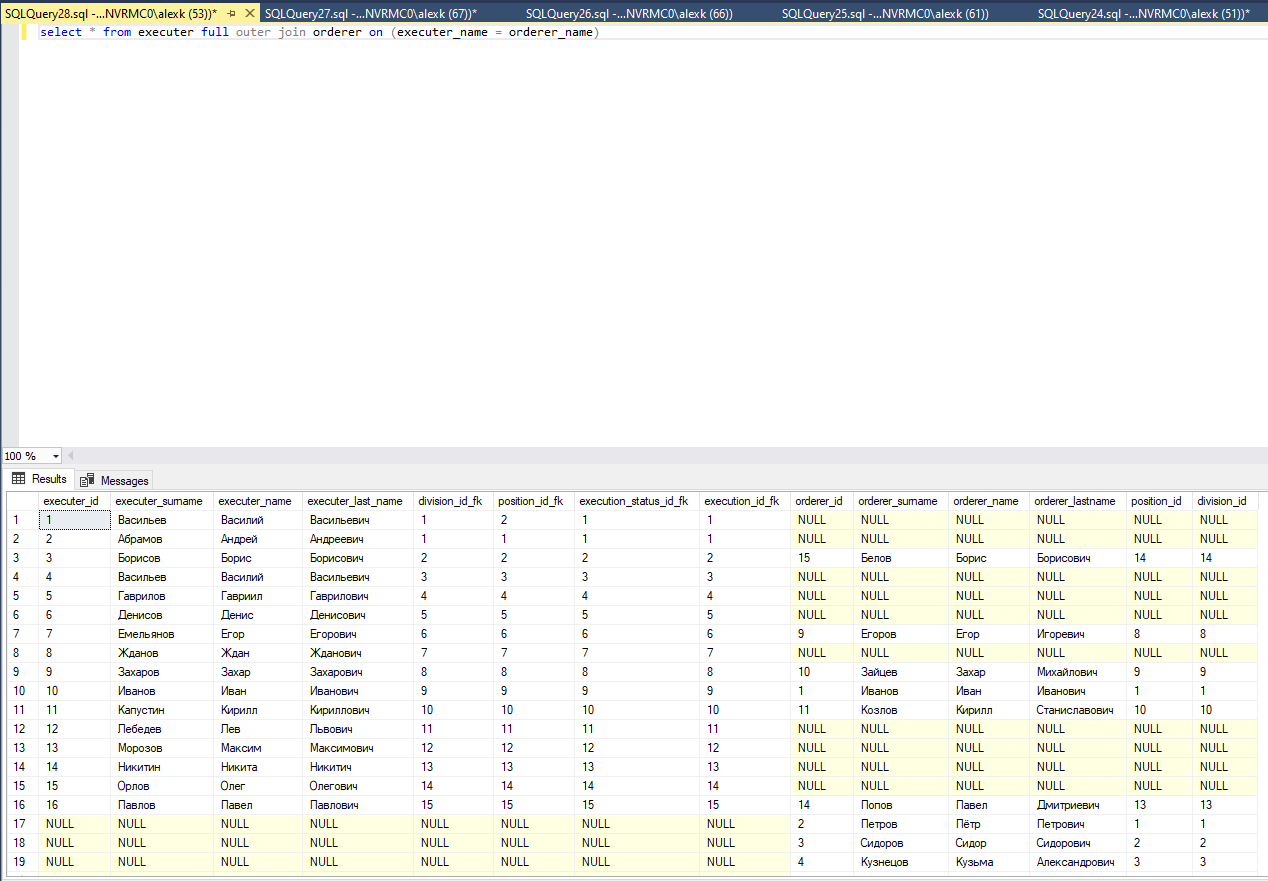 SQLQuery28.sql -...NVRMC0\alexk (53))* SQLQuery27.sql -...NVRMC0\alexk (67))* SQLQuery26.sql -...NVRMC0\alexk (66)) SQLQuery25.sql -...NVRMC0\alexk (61)) SQLQuery24.sql -...NVRMC0\alexk (51))*
select * from executer full outer join orderer on (executer_name = orderer_name)
100 %
Results Messages
executer_id executer_surname executer_name executer_last_name division_id_fk position_id_fk execution_status_id_fk execution_id_fk orderer_id orderer_surname orderer_name orderer_lastname position_id division_id
1 1 Васильев Василий Васильевич 1 2 1 1 NULL NULL NULL NULL NULL NULL
2 2 Абрамов Андрей Андреевич 1 1 1 1 NULL NULL NULL NULL NULL NULL
3 3 Борисов Борис Борисович 2 2 2 2 15 Белов Борис Борисович 14 14
4 4 Васильев Василий Васильевич 3 3 3 3 NULL NULL NULL NULL NULL NULL
5 5 Гаврилов Гавриил Гаврилович 4 4 4 4 NULL NULL NULL NULL NULL NULL
6 6 Денисов Денис Денисович 5 5 5 5 NULL NULL NULL NULL NULL NULL
7 7 Емельянов Егор Егорович 6 6 6 6 9 Егоров Егор Игоревич 8 8
8 8 Жданов Ждан Жданович 7 7 7 7 NULL NULL NULL NULL NULL NULL
9 9 Захаров Захар Захарович 8 8 8 8 10 Зайцев Захар Михайлович 9 9
10 10 Иванов Иван Иванович 9 9 9 9 1 Иванов Иван Иванович 1 1
11 11 Капустин Кирилл Кириллович 10 10 10 10 11 Козлов Кирилл Станиславович 10 10
12 12 Лебедев Лев Львович 11 11 11 11 NULL NULL NULL NULL NULL NULL
13 13 Морозов Максим Максимович 12 12 12 12 NULL NULL NULL NULL NULL NULL
14 14 Никитин Никита Никитич 13 13 13 13 NULL NULL NULL NULL NULL NULL
15 15 Орлов Олег Олегович 14 14 14 14 NULL NULL NULL NULL NULL NULL
16 16 Павлов Павел Павлович 15 15 15 15 14 Попов Павел Дмитриевич 13 13
17 NULL NULL NULL NULL NULL NULL NULL NULL 2 Петров Пётр Петрович 1 1
18 NULL NULL NULL NULL NULL NULL NULL NULL 3 Сидоров Сидор Сидорович 2 2
19 NULL NULL NULL NULL NULL NULL NULL NULL 4 Кузнецов Кузьма Александрович 3 3